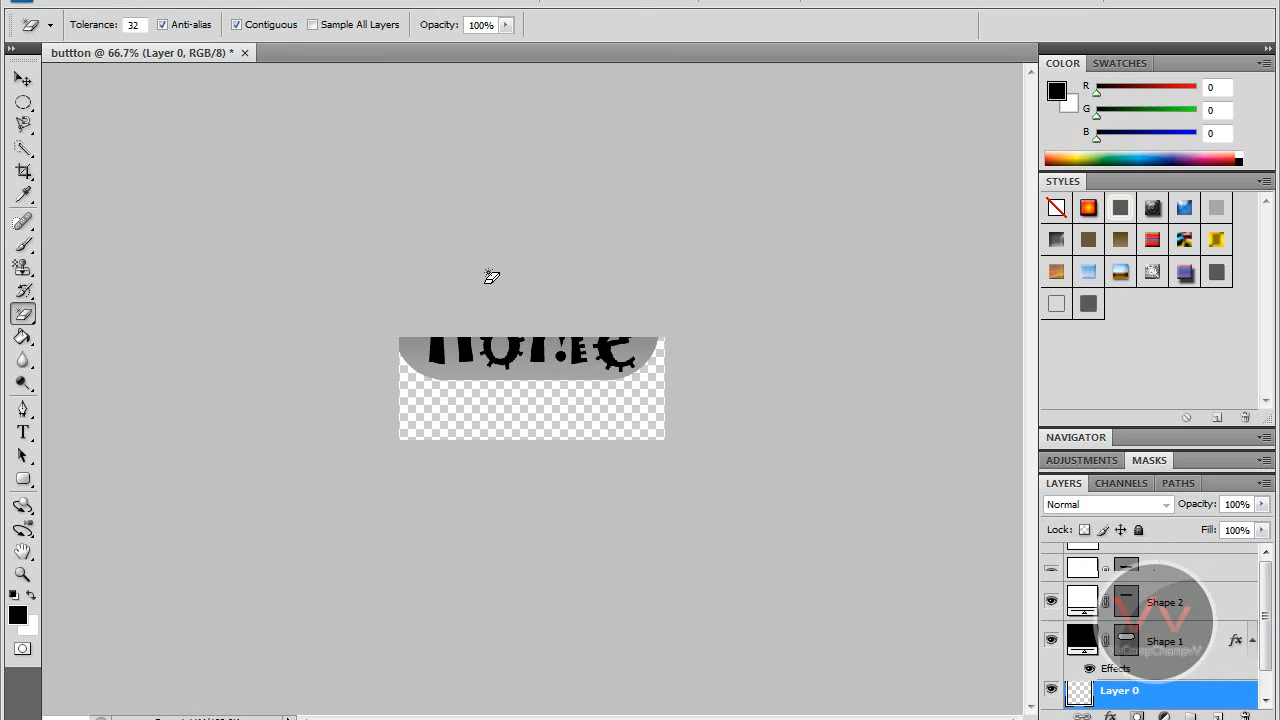 Tolerance: 32 Anti-alias Contiguous Sample All Layers Opacity: 100%
buttton @ 66.7% (Layer 0, RGB/8) *
COLOR SWATCHES
R 0
G 0
B 0
STYLES
home
NAVIGATOR
ADJUSTMENTS MASKS
LAYERS CHANNELS PATHS
Normal Opacity: 100%
Lock: Fill: 100%
Shape 2
Shape 1 fx
Effects
Layer 0